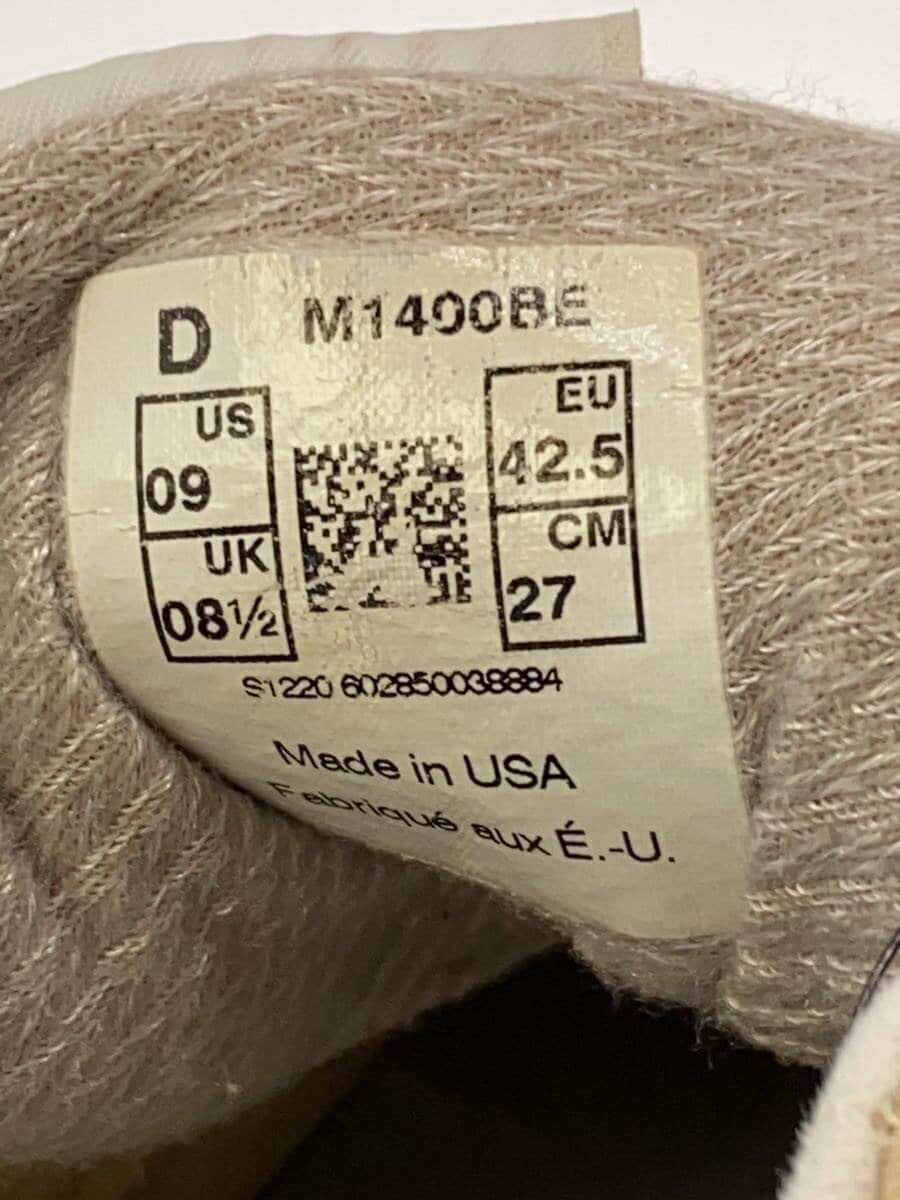 D M1400BE
US
09
UK
08½
EU
42.5
CM
27
S1220 602850038884
Made in USA
Fabriqué aux É.-U.